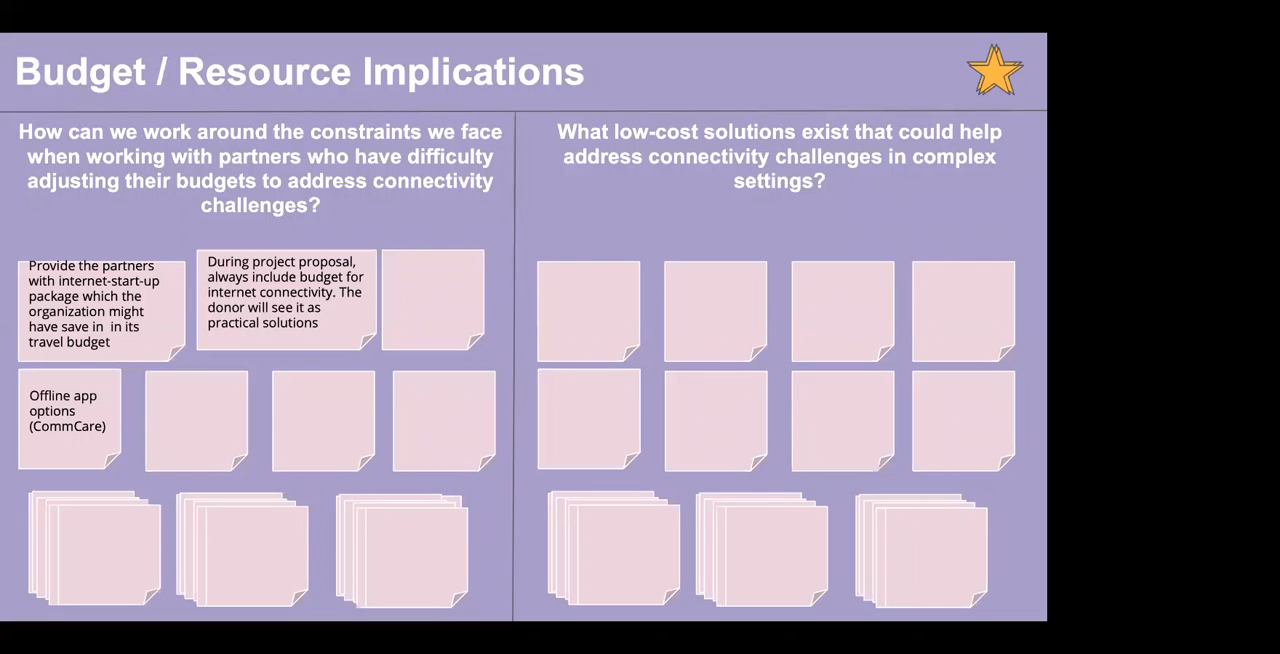 Budget / Resource Implications
How can we work around the constraints we face
when working with partners who have difficulty
adjusting their budgets to address connectivity
challenges?
Provide the partners
with internet-start-up
package which the
organization might
have save in  in its
travel budget
During project proposal,
always include budget for
internet connectivity. The
donor will see it as
practical solutions
Offline app
options
(CommCare)
What low-cost solutions exist that could help
address connectivity challenges in complex
settings?